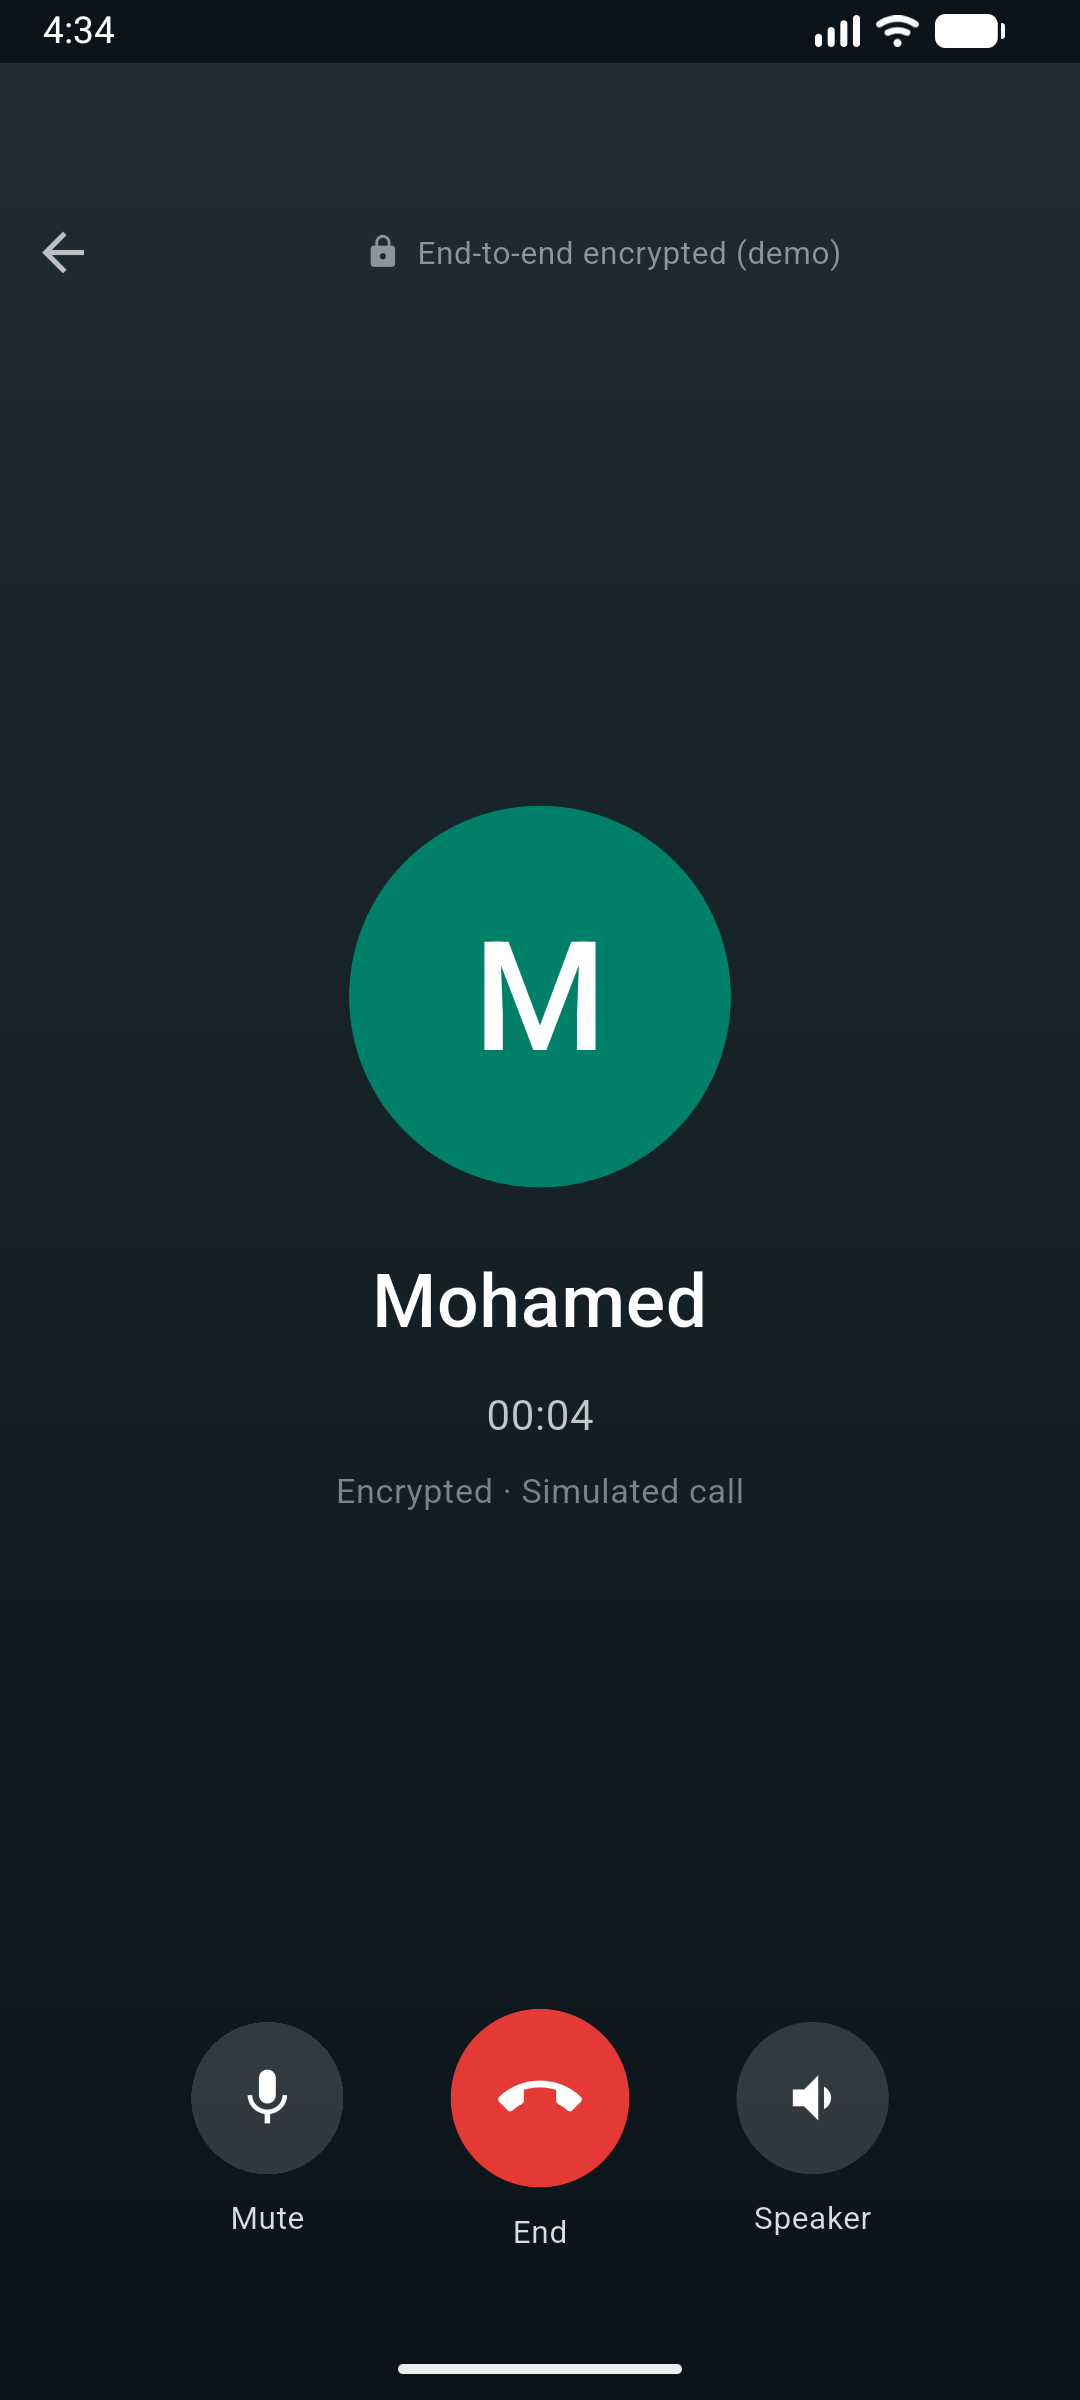 4:34
End-to-end encrypted (demo)
M
Mohamed
00:04
Encrypted · Simulated call
Mute
End
Speaker